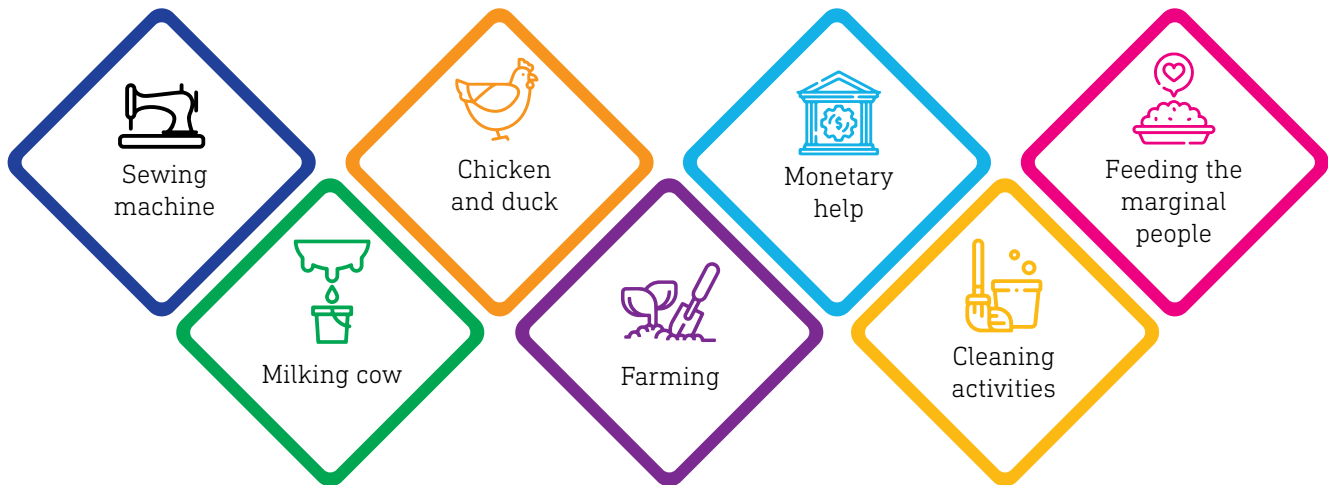 Sewing
machine
Milking cow
Chicken
and duck
Farming
Monetary
help
Cleaning
activities
Feeding the
marginal
people